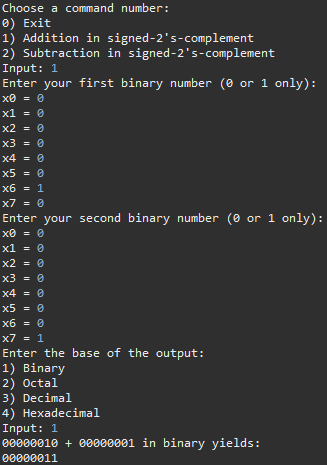 Choose a command number:
0) Exit
1) Addition in signed-2's-complement
2) Subtraction in signed-2's-complement
Input: 1
Enter your first binary number (0 or 1 only):
x0 = 0
x1 = 0
x2 = 0
x3 = 0
x4 = 0
x5 = 0
x6 = 1
x7 = 0
Enter your second binary number (0 or 1 only):
x0 = 0
x1 = 0
x2 = 0
x3 = 0
x4 = 0
x5 = 0
x6 = 0
x7 = 1
Enter the base of the output:
1) Binary
2) Octal
3) Decimal
4) Hexadecimal
Input: 1
00000010 + 00000001 in binary yields:
00000011